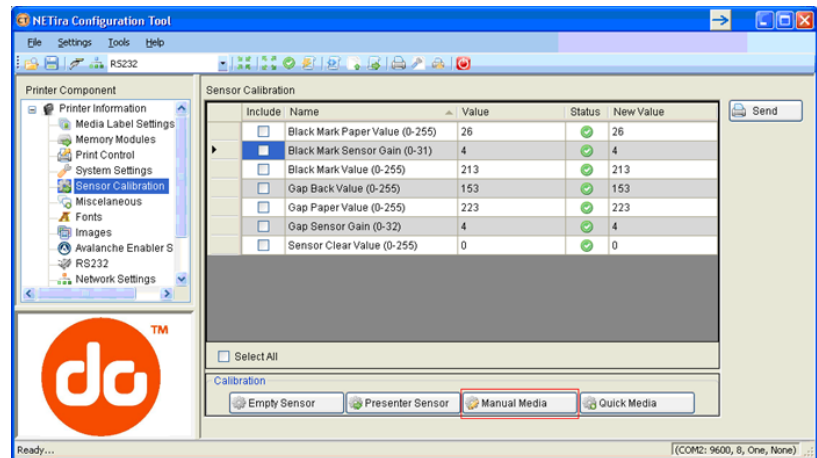 NETira Configuration Tool
File Settings Tools Help
RS232
Printer Component
Printer Information
Media Label Settings
Memory Modules
Print Control
System Settings
Sensor Calibration
Miscelaneous
Fonts
Images
Avalanche Enabler S
RS232
Network Settings
TM
do
Sensor Calibration
Include Name Value Status New Value
Black Mark Paper Value (0-255) 26 26
Black Mark Sensor Gain (0-31) 4 4
Black Mark Value (0-255) 213 213
Gap Back Value (0-255) 153 153
Gap Paper Value (0-255) 223 223
Gap Sensor Gain (0-32) 4 4
Sensor Clear Value (0-255) 0 0
Select All
Calibration
Empty Sensor Presenter Sensor Manual Media Quick Media
Send
Ready... (COM2: 9600, 8, One, None)